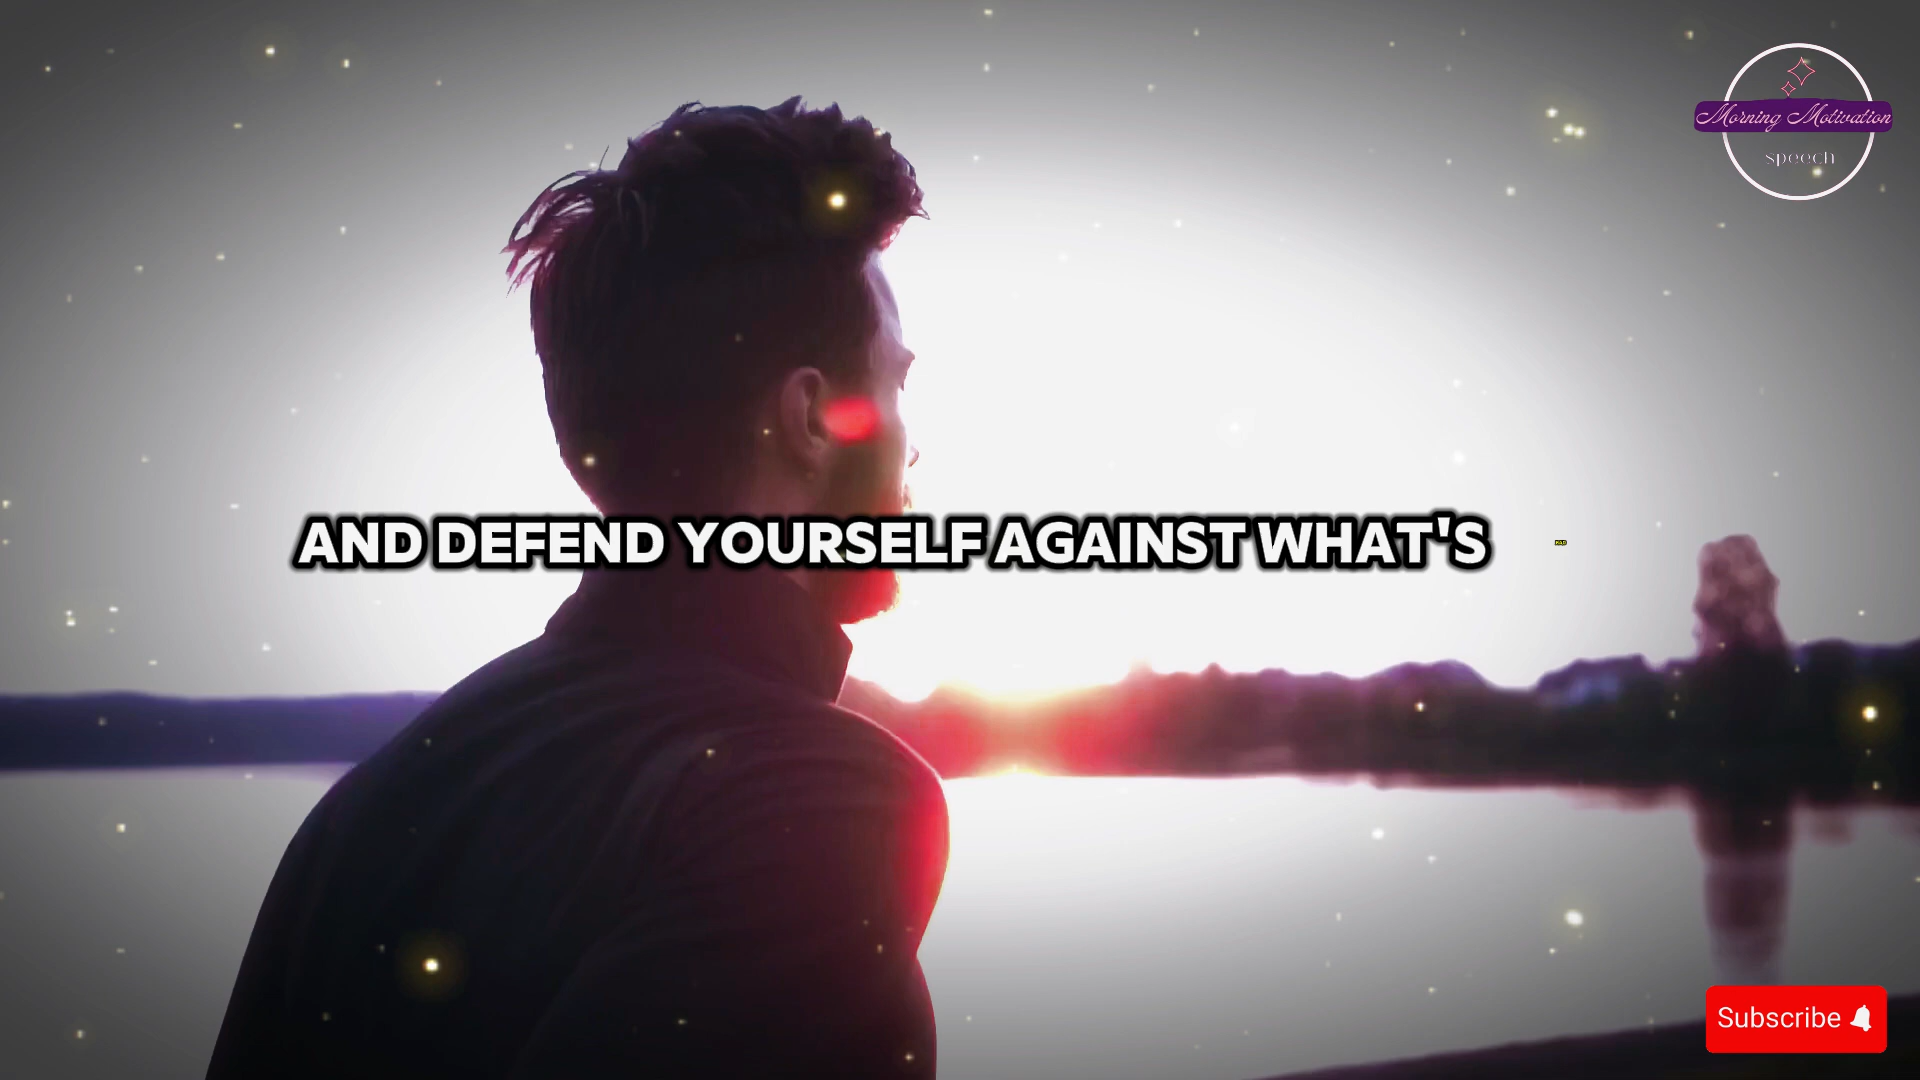 Morning Motivation
speech
AND DEFEND YOURSELF AGAINST WHAT'S
Subscribe